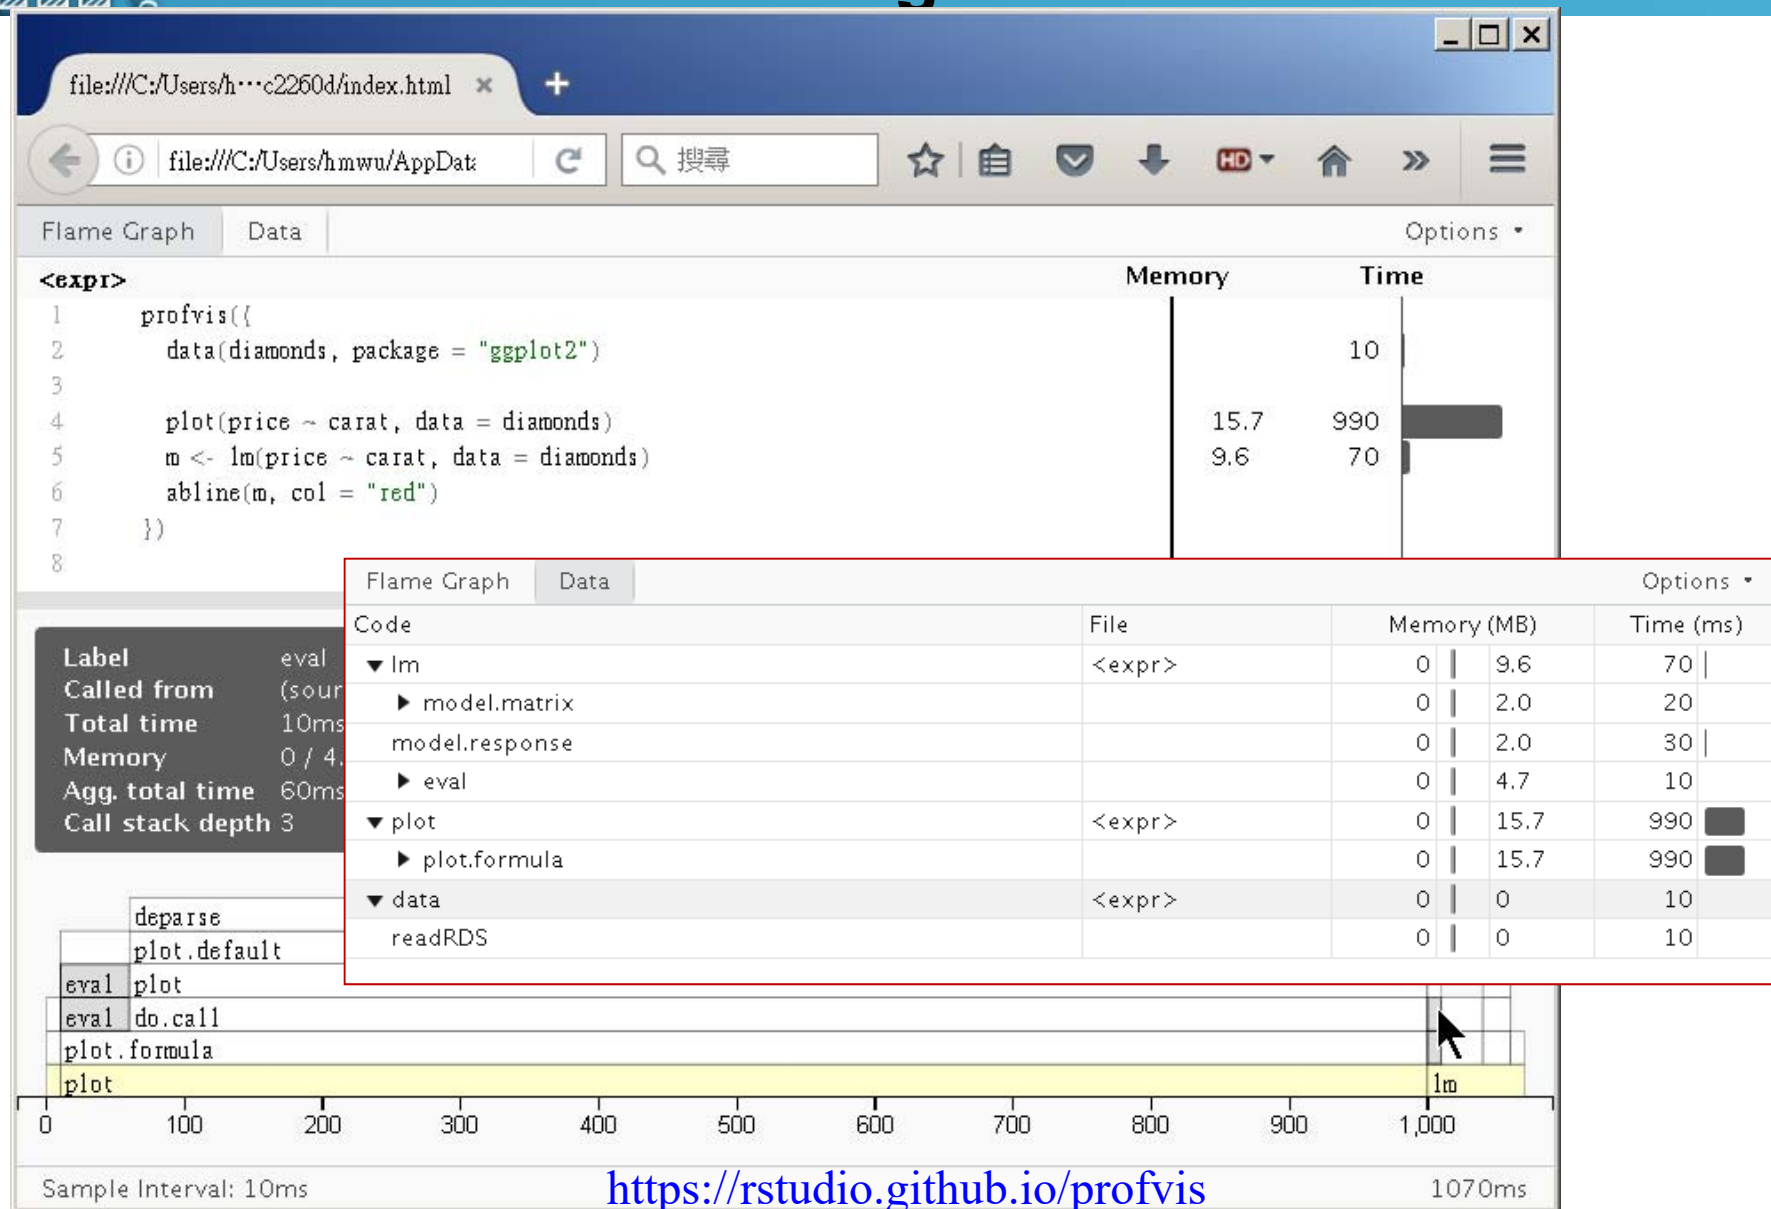 file:///C:/Users/h···c2260d/index.html
file:///C:/Users/hmwu/AppData
搜尋
HD
Flame Graph Data Options
<expr> Memory Time
1 profvis({
2 data(diamonds, package = "ggplot2") 10
3
4 plot(price ~ carat, data = diamonds) 15.7 990
5 m <- lm(price ~ carat, data = diamonds) 9.6 70
6 abline(m, col = "red")
7 })
8
Label eval
Called from (sour
Total time 10ms
Memory 0 / 4.
Agg. total time 60ms
Call stack depth 3
Flame Graph Data Options
Code File Memory (MB) Time (ms)
lm <expr> 0 9.6 70
model.matrix 0 2.0 20
model.response 0 2.0 30
eval 0 4.7 10
plot <expr> 0 15.7 990
plot.formula 0 15.7 990
data <expr> 0 0 10
readRDS 0 0 10
deparse
plot.default
eval plot
eval do.call
plot.formula
plot lm
0 100 200 300 400 500 600 700 800 900 1,000
Sample Interval: 10ms https://rstudio.github.io/profvis 1070ms